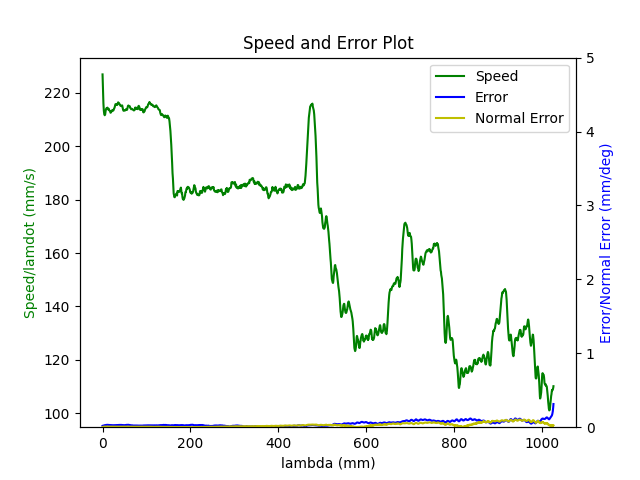 Speed and Error Plot
Speed
Error
Normal Error
Speed/lamdot (mm/s)
220
200
180
160
140
120
100
5
4
3
2
1
0
Error/Normal Error (mm/deg)
0
200
400
600
800
1000
lambda (mm)